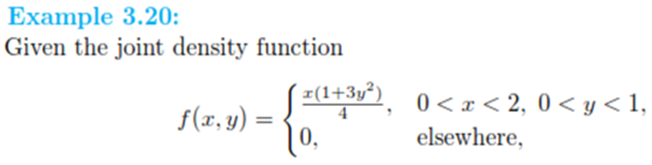 Example 3.20:
Given the joint density function
f(x, y) = { x(1+3y²)/4, 0 < x < 2, 0 < y < 1,
0, elsewhere,